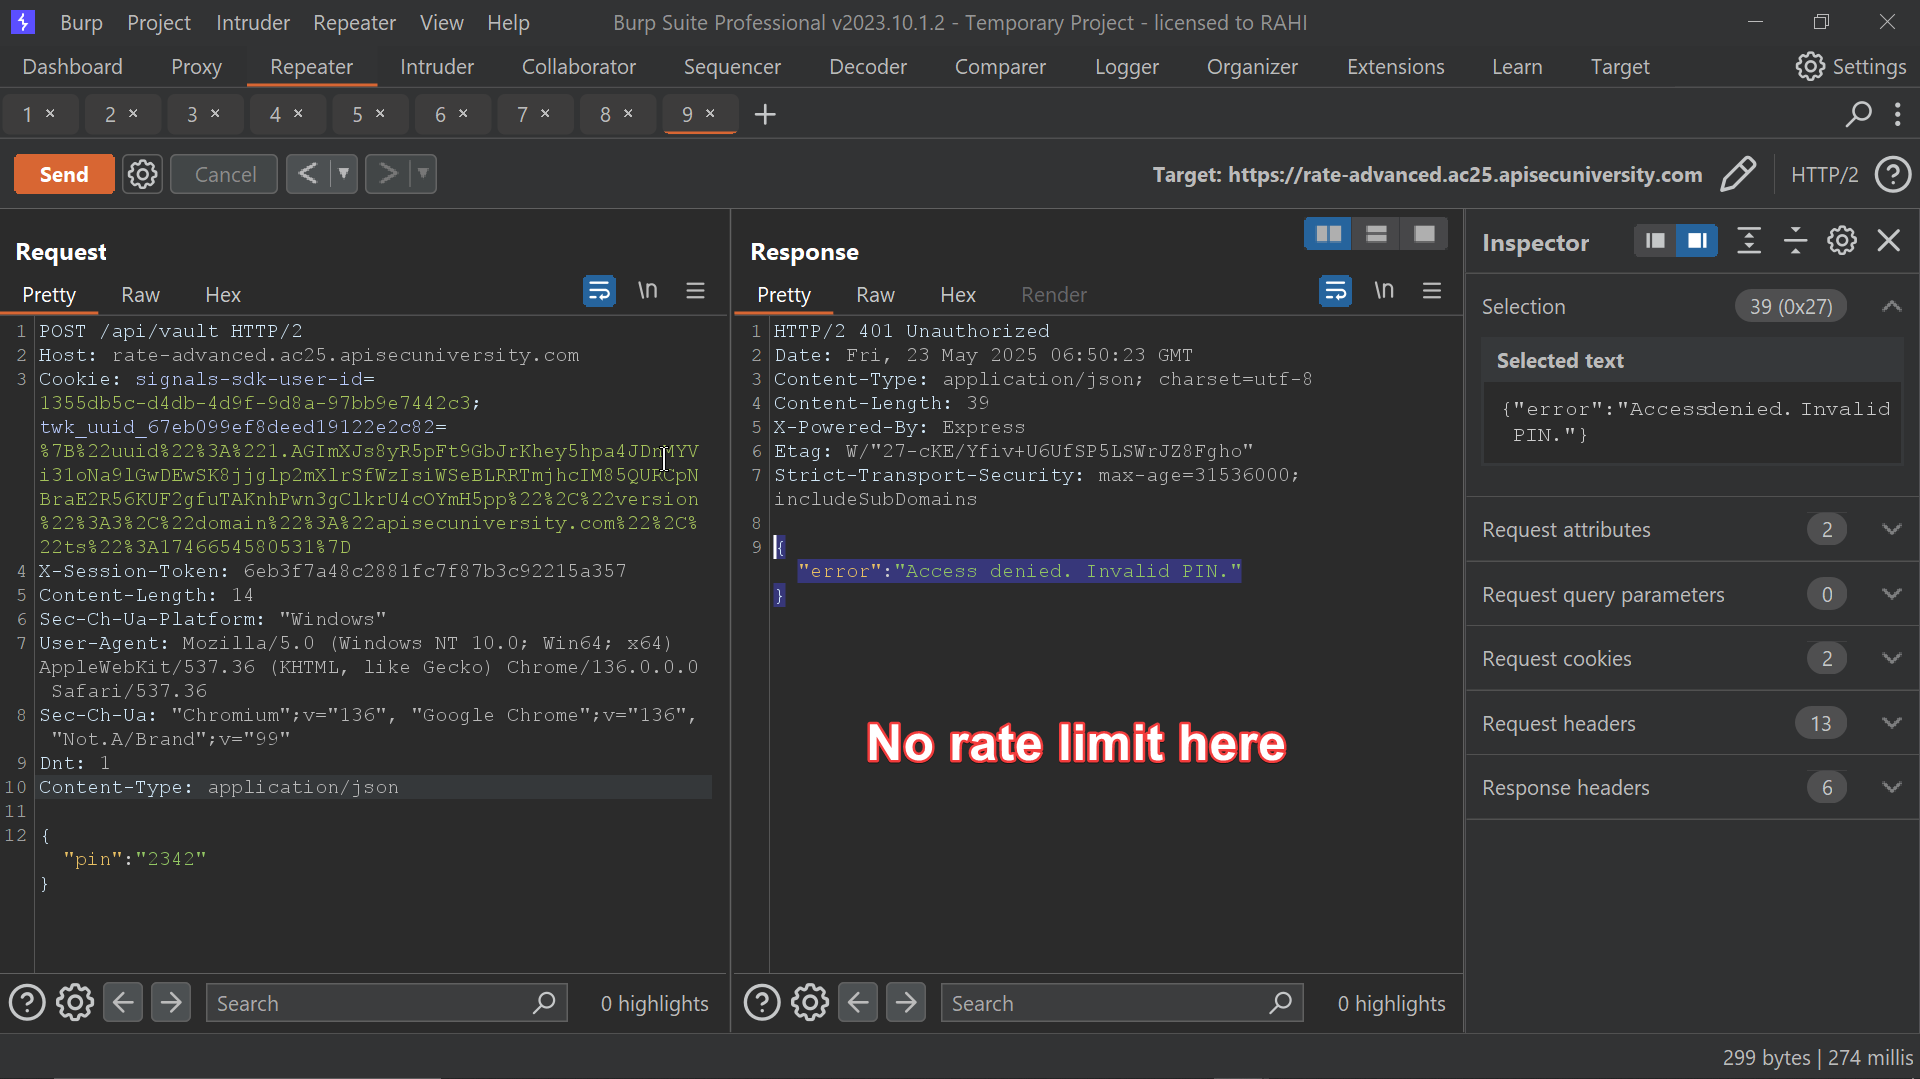 Burp Project Intruder Repeater View Help Burp Suite Professional v2023.10.1.2 - Temporary Project - licensed to RAHI
Dashboard Proxy Repeater Intruder Collaborator Sequencer Decoder Comparer Logger Organizer Extensions Learn Target Settings
1 × 2 × 3 × 4 × 5 × 6 × 7 × 8 × 9 × +
Send Cancel < > Target: https://rate-advanced.ac25.apisecuniversity.com HTTP/2
Request
Pretty Raw Hex \n
1 POST /api/vault HTTP/2
2 Host: rate-advanced.ac25.apisecuniversity.com
3 Cookie: signals-sdk-user-id=
1355db5c-d4db-4d9f-9d8a-97bb9e7442c3;
twk_uuid_67eb099ef8deed19122e2c82=
%7B%22uuid%22%3A%221.AGImXJs8yR5pFt9GbJrKhey5hpa4JDnMYV
i31oNa9lGwDEwSK8jjglp2mXlrSfWzIsiWSeBLRRTmjhcIM85QURCpN
BraE2R56KUF2gfuTAKnhPwn3gClkrU4cOYmH5pp%22%2C%22version
%22%3A3%2C%22domain%22%3A%22apisecuniversity.com%22%2C%
22ts%22%3A1746654580531%7D
4 X-Session-Token: 6eb3f7a48c2881fc7f87b3c92215a357
5 Content-Length: 14
6 Sec-Ch-Ua-Platform: "Windows"
7 User-Agent: Mozilla/5.0 (Windows NT 10.0; Win64; x64)
AppleWebKit/537.36 (KHTML, like Gecko) Chrome/136.0.0.0
Safari/537.36
8 Sec-Ch-Ua: "Chromium";v="136", "Google Chrome";v="136",
"Not.A/Brand";v="99"
9 Dnt: 1
10 Content-Type: application/json
11
12 {
"pin":"2342"
}
Search 0 highlights
Response
Pretty Raw Hex Render \n
1 HTTP/2 401 Unauthorized
2 Date: Fri, 23 May 2025 06:50:23 GMT
3 Content-Type: application/json; charset=utf-8
4 Content-Length: 39
5 X-Powered-By: Express
6 Etag: W/"27-cKE/Yfiv+U6UfSP5LSWrJZ8Fgho"
7 Strict-Transport-Security: max-age=31536000;
includeSubDomains
8
9 {
"error":"Access denied. Invalid PIN."
}
No rate limit here
Search 0 highlights
Inspector
Selection 39 (0x27)
Selected text
{"error":"Access denied. Invalid
PIN."}
Request attributes 2
Request query parameters 0
Request cookies 2
Request headers 13
Response headers 6
299 bytes | 274 millis